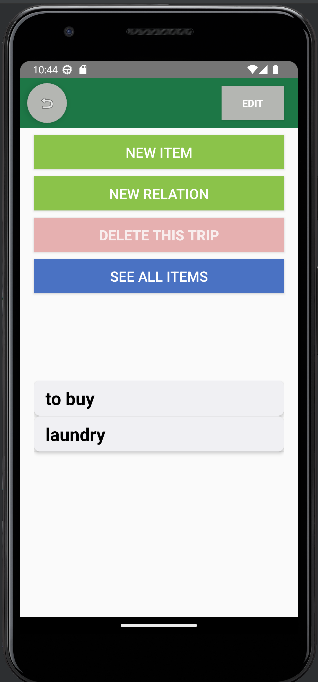 10:44
EDIT
NEW ITEM
NEW RELATION
DELETE THIS TRIP
SEE ALL ITEMS
to buy
laundry